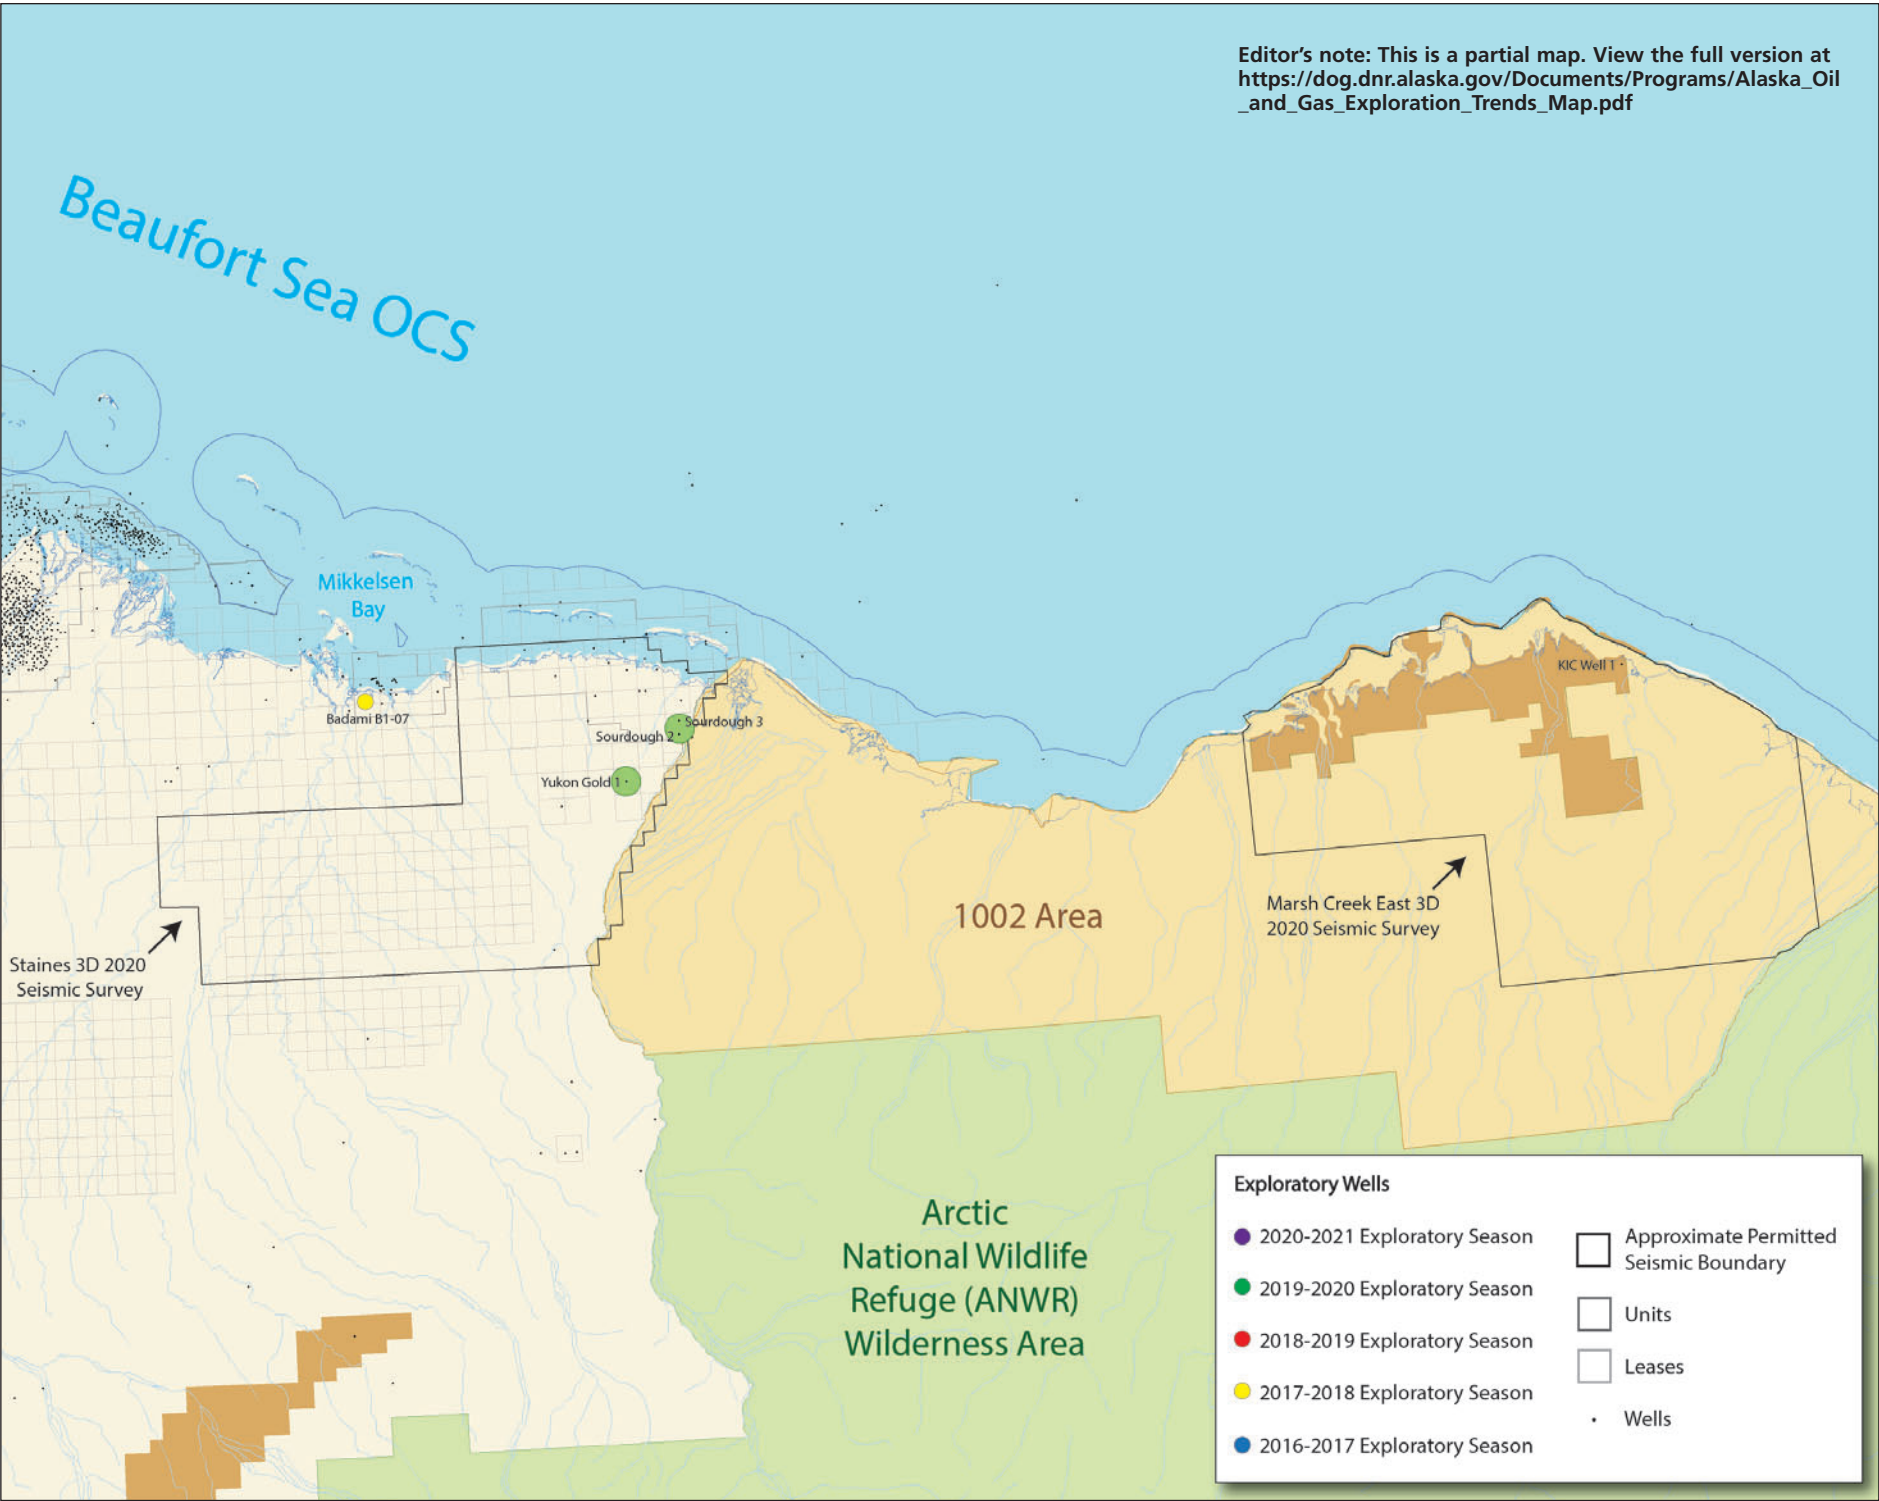 Editor's note: This is a partial map. View the full version at
https://dog.dnr.alaska.gov/Documents/Programs/Alaska_Oil
_and_Gas_Exploration_Trends_Map.pdf
Beaufort Sea OCS
Mikkelsen
Bay
KIC Well 1
Badami B1-07
Sourdough 3
Sourdough 2
Yukon Gold 1
1002 Area
Marsh Creek East 3D
2020 Seismic Survey
Staines 3D 2020
Seismic Survey
Arctic
National Wildlife
Refuge (ANWR)
Wilderness Area
Exploratory Wells
2020-2021 Exploratory Season
2019-2020 Exploratory Season
2018-2019 Exploratory Season
2017-2018 Exploratory Season
2016-2017 Exploratory Season
Approximate Permitted
Seismic Boundary
Units
Leases
Wells